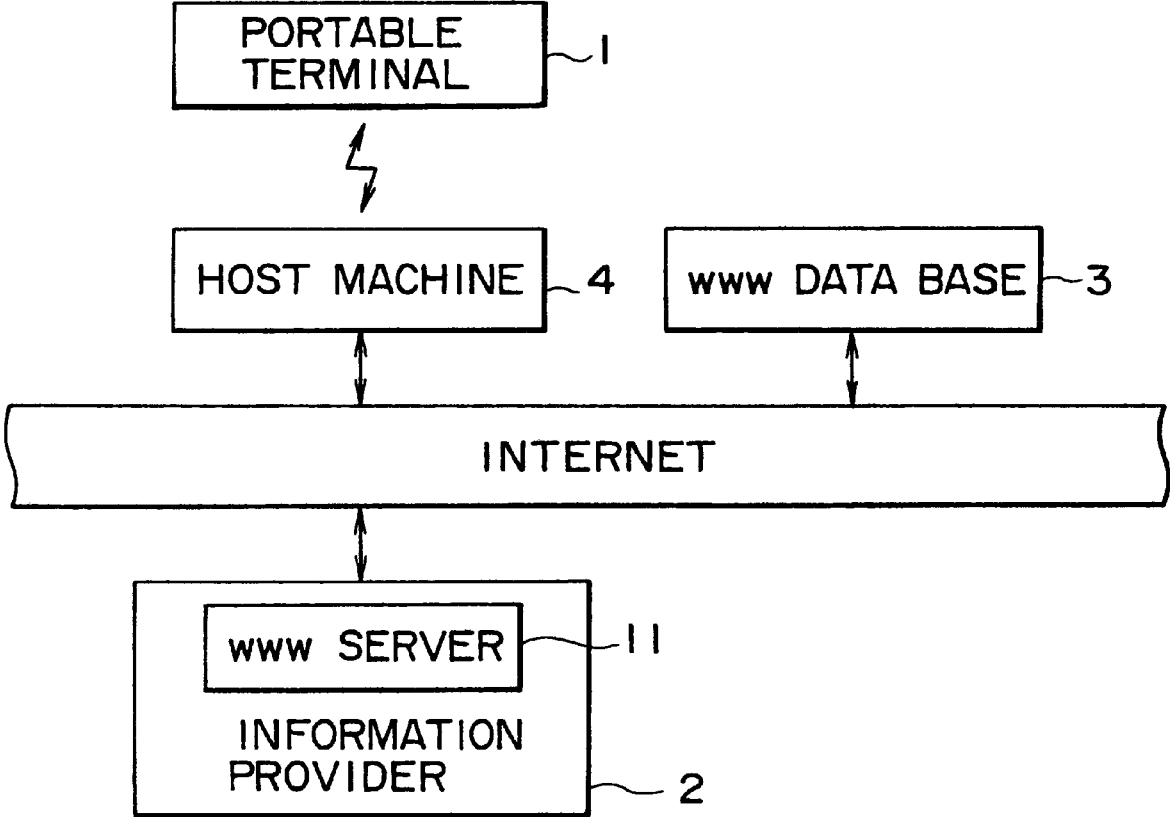 PORTABLE
TERMINAL
1
HOST MACHINE
4
WWW DATA BASE
3
INTERNET
WWW SERVER
11
INFORMATION
PROVIDER
2